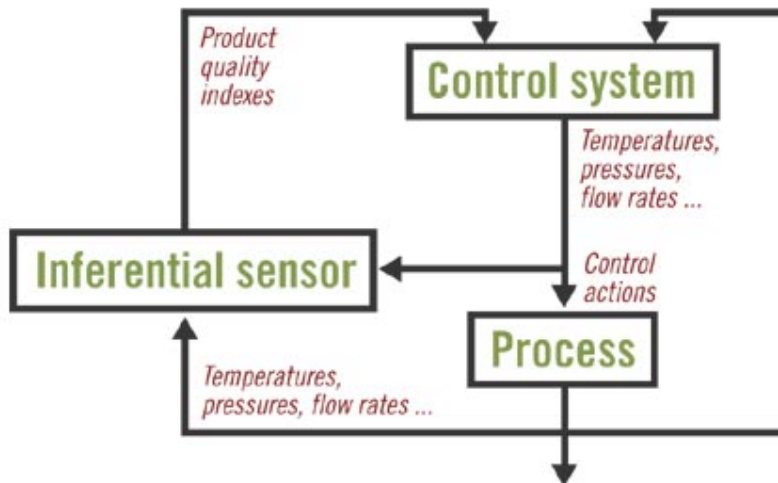 Product
quality
indexes
Control system
Temperatures,
pressures,
flow rates ...
Inferential sensor
Control
actions
Process
Temperatures,
pressures, flow rates ...